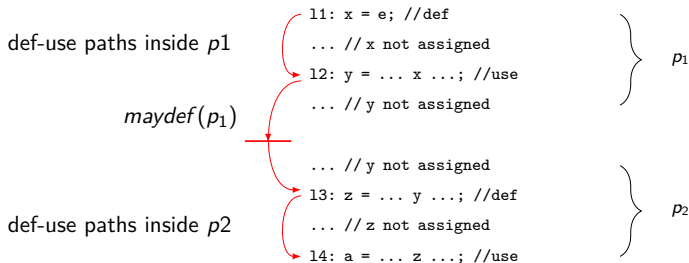 l1: x = e; //def
def-use paths inside p1
... //x not assigned
l2: y = ... x ...; //use
p1
... //y not assigned
maydef(p1)
... //y not assigned
l3: z = ... y ...; //def
p2
def-use paths inside p2
... //z not assigned
l4: a = ... z ...; //use